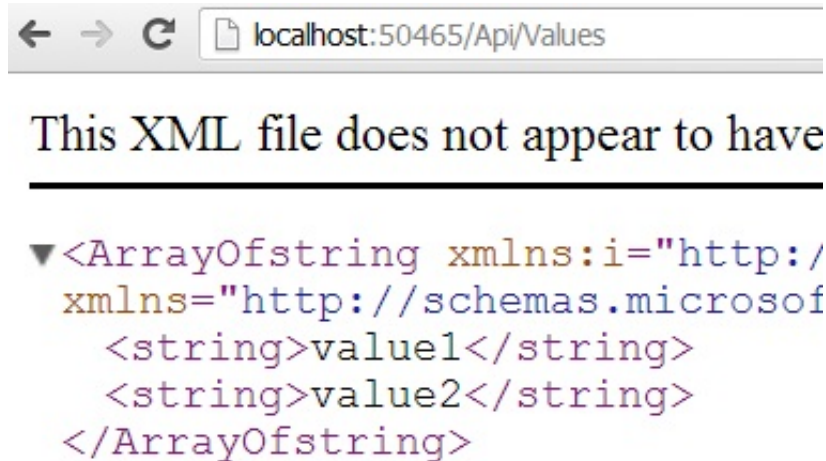 localhost:50465/Api/Values
This XML file does not appear to have
▼<ArrayOfstring xmlns:i="http:/
xmlns="http://schemas.microsof
<string>value1</string>
<string>value2</string>
</ArrayOfstring>